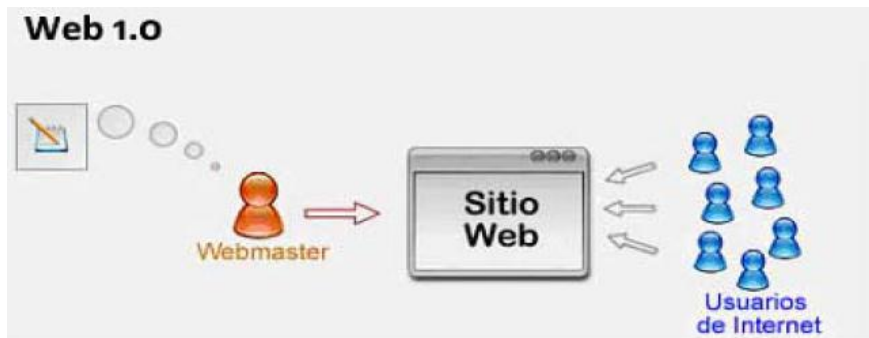 Web 1.0
Sitio
Web
Webmaster
Usuarios
de Internet